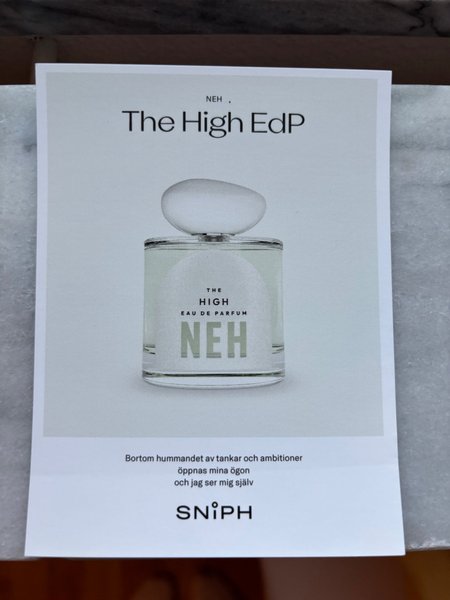 NEH
The High EdP
THE
HIGH
EAU DE PARFUM
NEH
Bortom hummandet av tankar och ambitioner
öppnas mina ögon
och jag ser mig själv
SNiPH